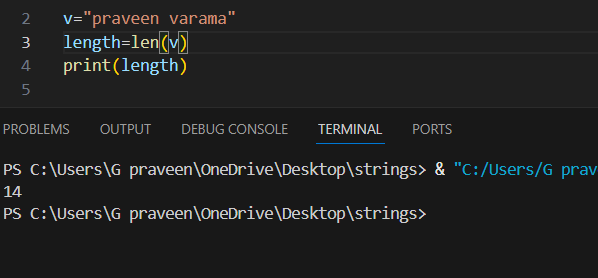 2 v="praveen varama"
3 length=len(v)
4 print(length)
5
PROBLEMS OUTPUT DEBUG CONSOLE TERMINAL PORTS
PS C:\Users\G praveen\OneDrive\Desktop\strings> & "C:/Users/G prav
14
PS C:\Users\G praveen\OneDrive\Desktop\strings>